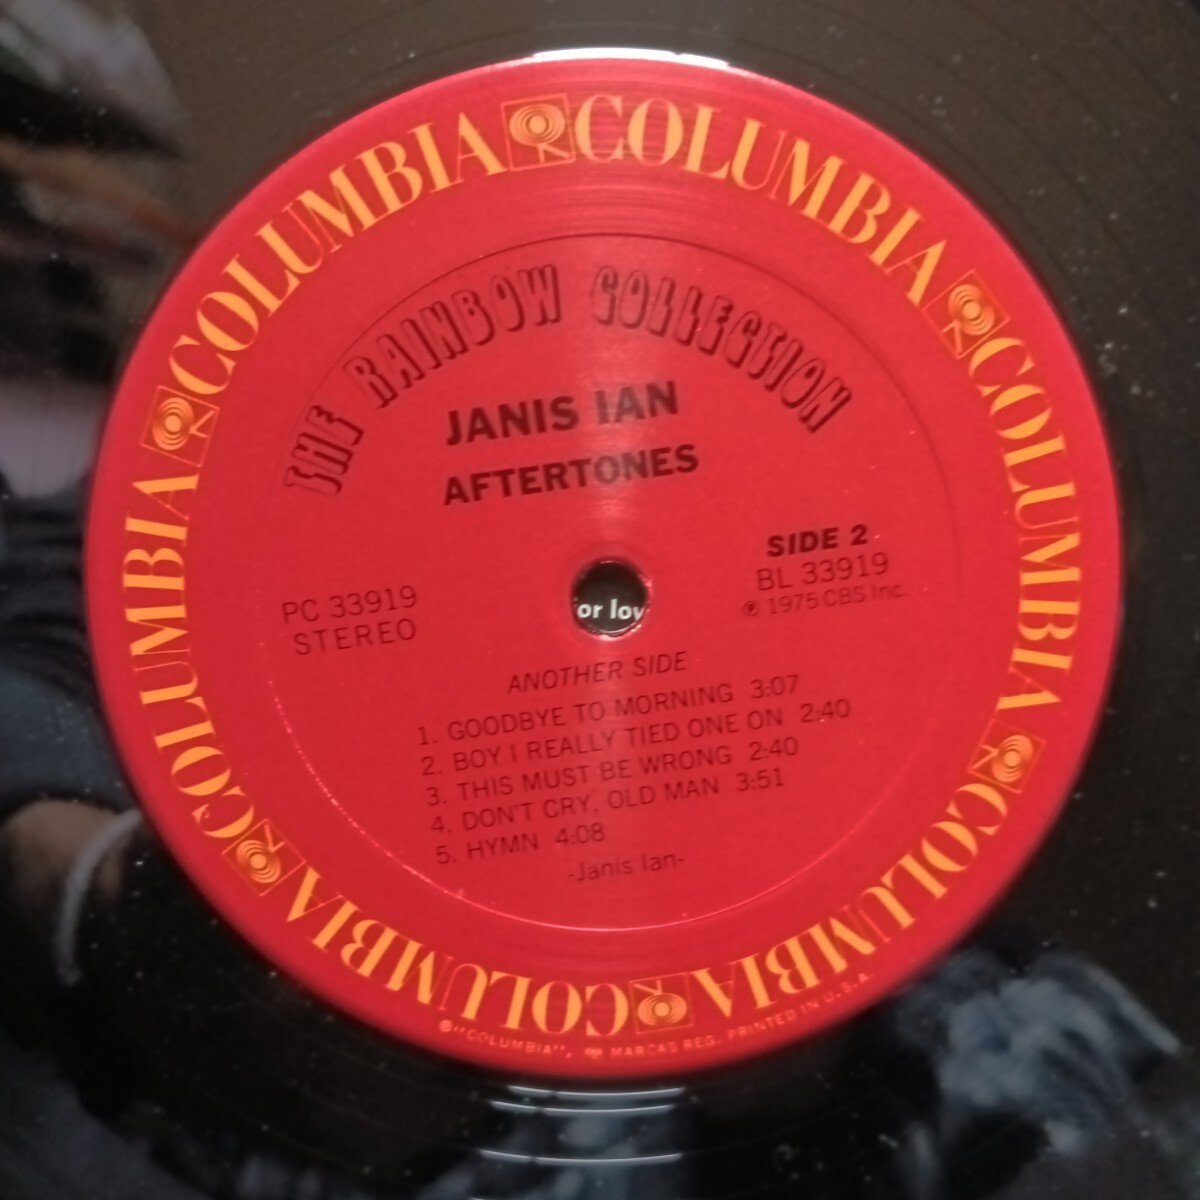 COLUMBIA COLUMBIA COLUMBIA COLUMBIA COLUMBIA COLUMBIA
THE RAINBOW COLLECTION
JANIS IAN
AFTERTONES
SIDE 2
BL 33919
℗ 1975 CBS Inc.
PC 33919
STEREO
or lov
ANOTHER SIDE
1. GOODBYE TO MORNING 3:07
2. BOY I REALLY TIED ONE ON 2:40
3. THIS MUST BE WRONG 2:40
4. DON'T CRY, OLD MAN 3:51
5. HYMN 4:08
-Janis Ian-
®"COLUMBIA", MARCAS REG. PRINTED IN U.S.A.